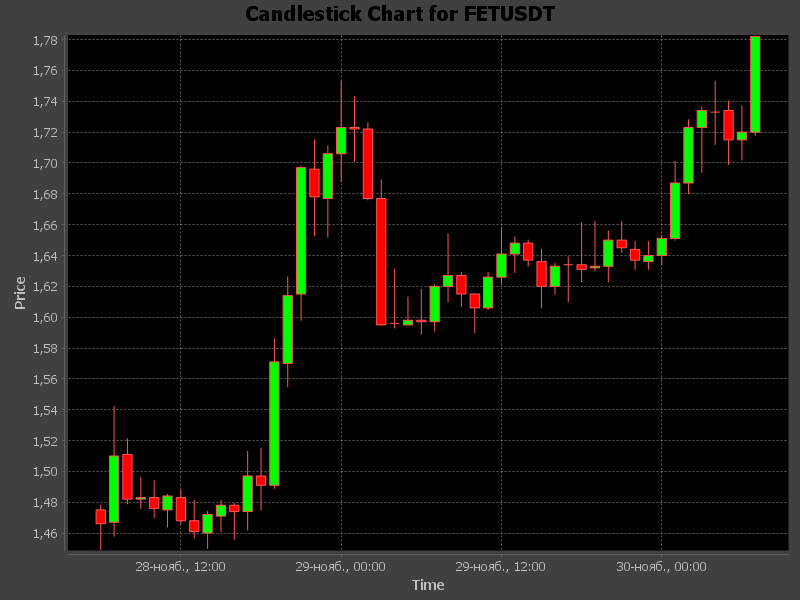 Candlestick Chart for FETUSDT
1,78
1,76
1,74
1,72
1,70
1,68
1,66
1,64
1,62
1,60
1,58
1,56
1,54
1,52
1,50
1,48
1,46
Price
28-нояб., 12:00
29-нояб., 00:00
29-нояб., 12:00
30-нояб., 00:00
Time